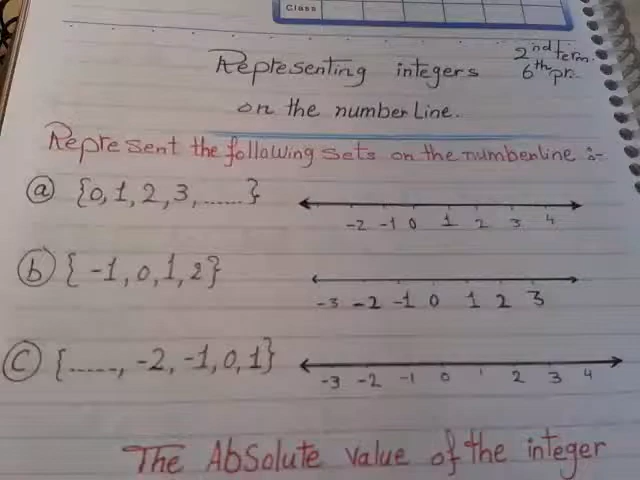 Class
2nd term.
Representing integers 6th pr.
on the number line.
Represent the following sets on the numberline :-
(a) {0, 1, 2, 3, ......}
-2 -1 0 1 2 3 4
(b) { -1, 0, 1, 2}
-3 -2 -1 0 1 2 3
(c) {......, -2, -1, 0, 1}
-3 -2 -1 0 ' 2 3 4
The Absolute value of the integer